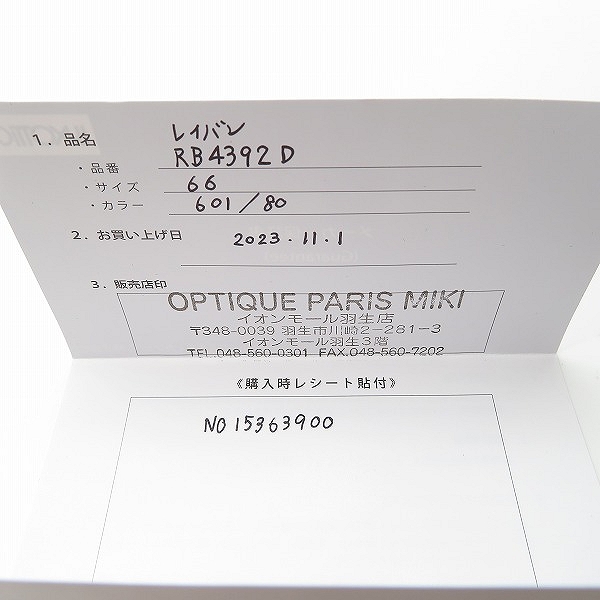 1．品名
レイバン
・品番 RB4392D
・サイズ 66
・カラー 601/80
2．お買い上げ日 2023.11.1
3．販売店印
OPTIQUE PARIS MIKI
イオンモール羽生店
〒348-0039 羽生市川崎2-281-3
イオンモール羽生3階
TEL.048-560-0301 FAX.048-560-7202
《購入時レシート貼付》
NO 15363900